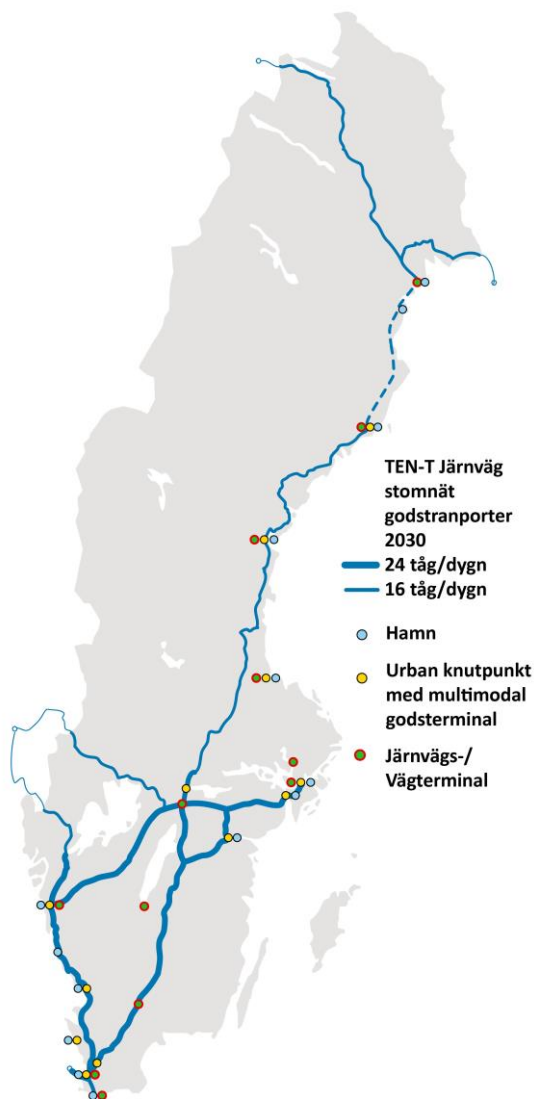 TEN-T Järnväg
stomnät
godstranporter
2030
24 tåg/dygn
16 tåg/dygn
Hamn
Urban knutpunkt
med multimodal
godsterminal
Järnvägs-/
Vägterminal